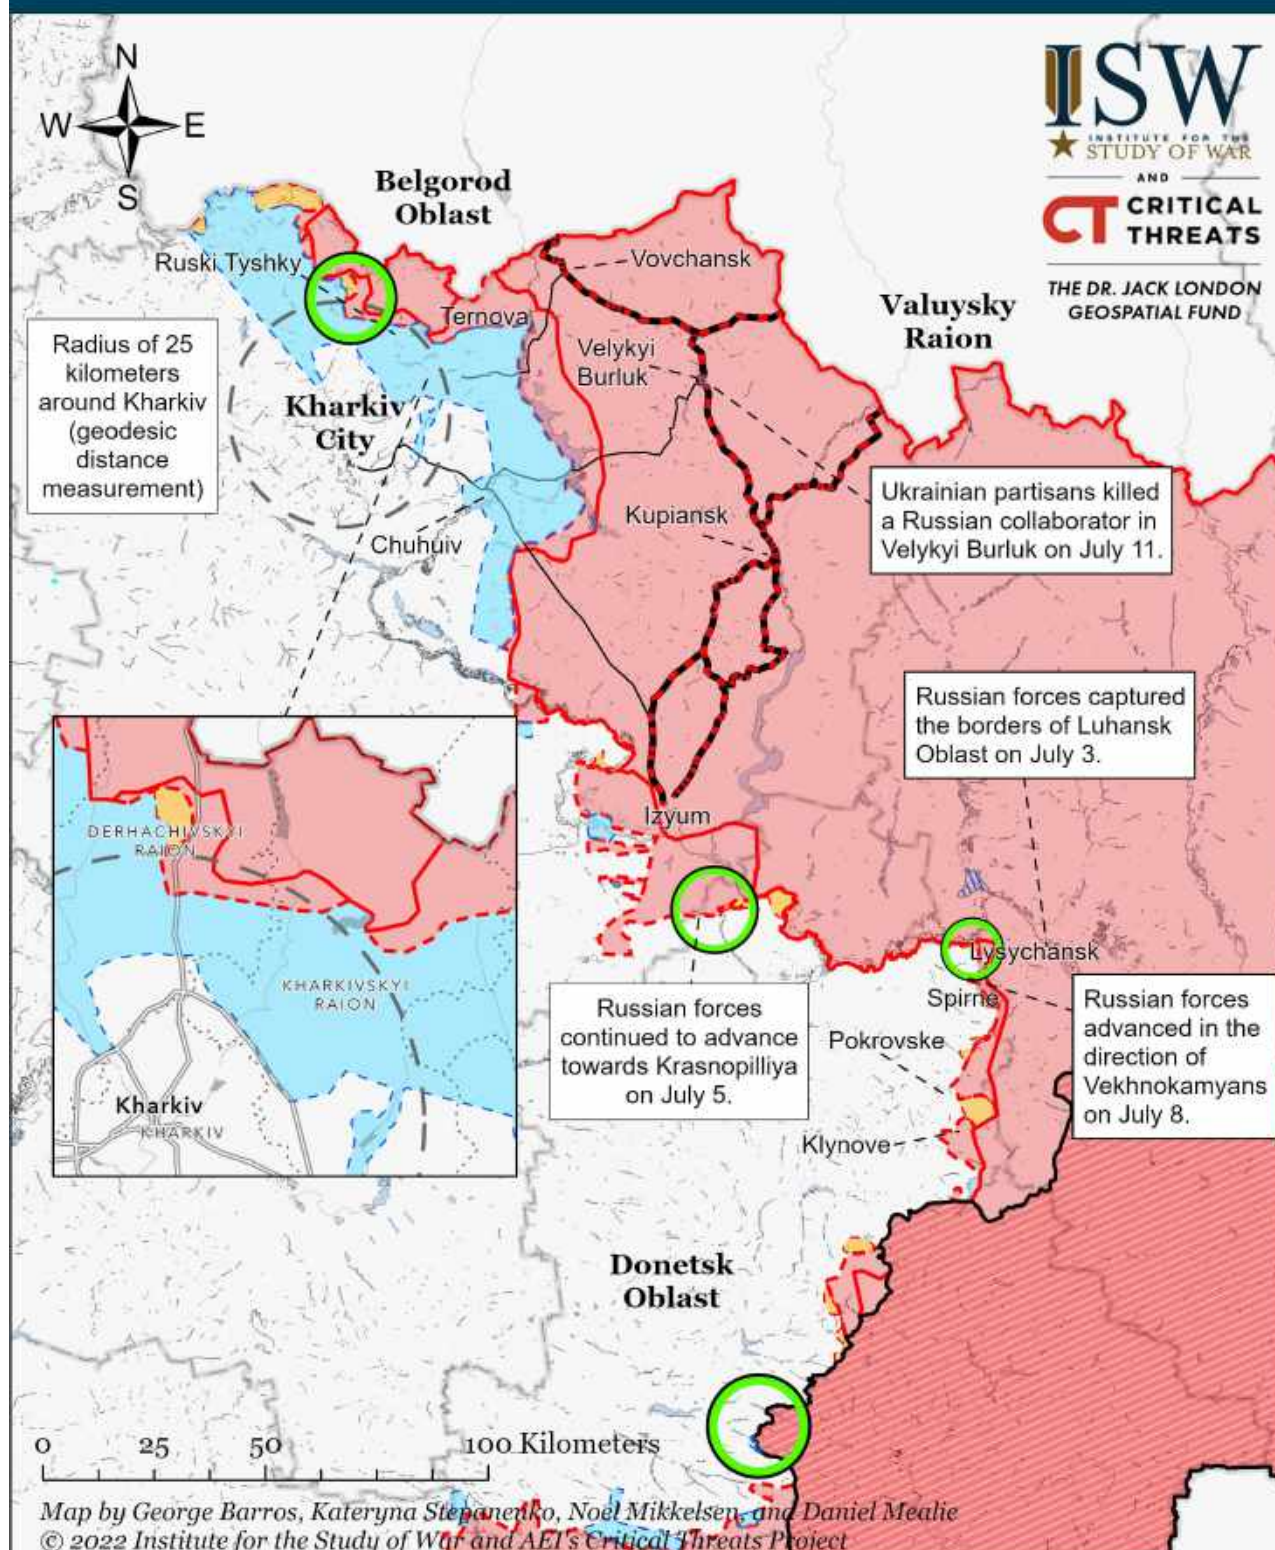 N
W E
S
ISW
INSTITUTE FOR THE
STUDY OF WAR
AND
CT CRITICAL
THREATS
THE DR. JACK LONDON
GEOSPATIAL FUND
Belgorod
Oblast
Ruski Tyshky
Vovchansk
Valuysky
Raion
Ternova
Radius of 25
kilometers
around Kharkiv
(geodesic
distance
measurement)
Velykyi
Burluk
Kharkiv
City
Ukrainian partisans killed
a Russian collaborator in
Velykyi Burluk on July 11.
Kupiansk
Chuhuiv
Russian forces captured
the borders of Luhansk
Oblast on July 3.
Izyum
DERHACHIVSKYI
RAION
KHARKIVSKYI
RAION
Kharkiv
KHARKIV
Lysychansk
Spirne
Russian forces
continued to advance
towards Krasnopilliya
on July 5.
Pokrovske
Russian forces
advanced in the
direction of
Vekhnokamyans
on July 8.
Klynove
Donetsk
Oblast
0 25 50 100 Kilometers
Map by George Barros, Kateryna Stepanenko, Noel Mikkelsen, and Daniel Mealie
© 2022 Institute for the Study of War and AEI's Critical Threats Project